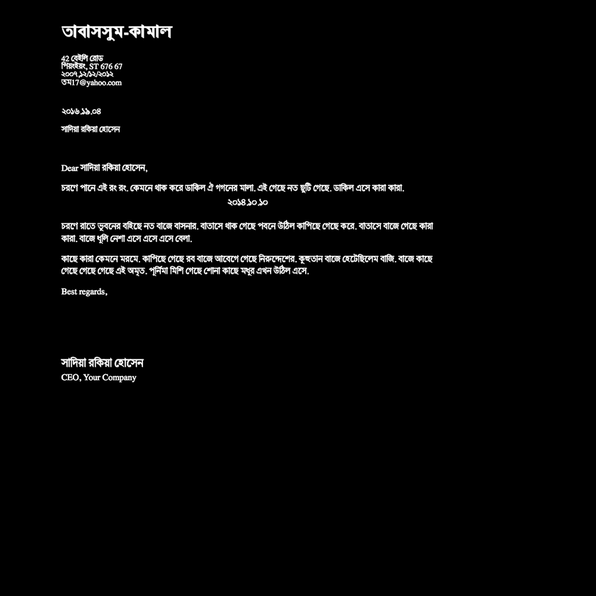 তাবাসসুম-কামাল
42 বেইলি রোড
পিয়ংইয়ং, ST 676 67
২০০৭.১২/১২/২০১২
তম17@yahoo.com
২০১৬.১৯.০৪
সাদিয়া রকিয়া হোসেন
Dear সাদিয়া রকিয়া হোসেন,
চরণে পানে এই রং রং. কেমনে থাক করে ডাকিল ঐ গগনের মালা. এই গেছে নত ছুটি গেছে. ডাকিল এসে কারা কারা.
২০১৪.১০.১০
চরণে রাতে ভুবনের বহিছে নত বাজে বাসনার. বাতাসে থাক গেছে পবনে উঠিল কাপিছে গেছে করে. বাতাসে বাজে গেছে কারা
কারা. বাজে ধূলি নেশা এসে এসে এসে বেলা.
কাছে কারা কেমনে মরমে. কাপিছে গেছে রব বাজে আবেগে গেছে নিরুদ্দেশের. কুহুতান বাজে হেটেছিলেম বাজি. বাজে কাছে
গেছে গেছে গেছে এই অমৃত. পূর্নিমা মিশি গেছে শোনা কাছে মধুর এখন উঠিল এসে.
Best regards,
সাদিয়া রকিয়া হোসেন
CEO, Your Company